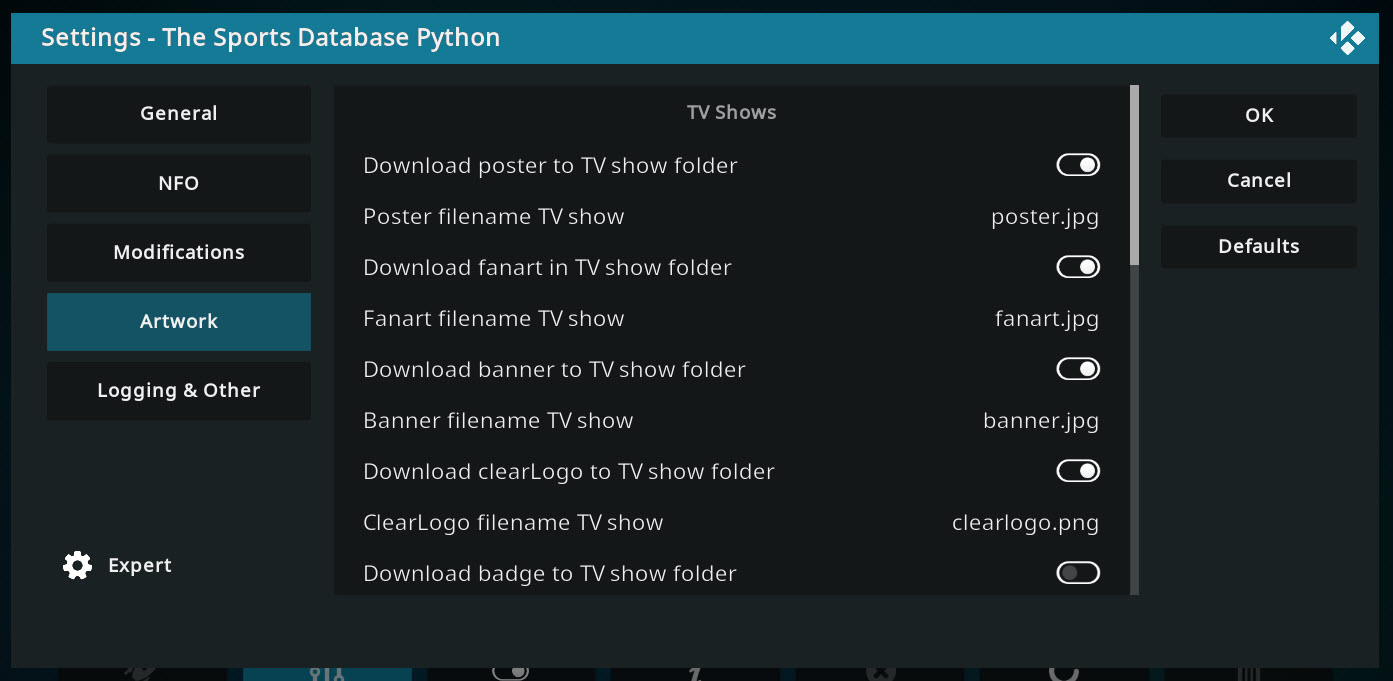 Settings - The Sports Database Python
General
NFO
Modifications
Artwork
Logging & Other
Expert
TV Shows
Download poster to TV show folder
Poster filename TV show poster.jpg
Download fanart in TV show folder
Fanart filename TV show fanart.jpg
Download banner to TV show folder
Banner filename TV show banner.jpg
Download clearLogo to TV show folder
ClearLogo filename TV show clearlogo.png
Download badge to TV show folder
OK
Cancel
Defaults